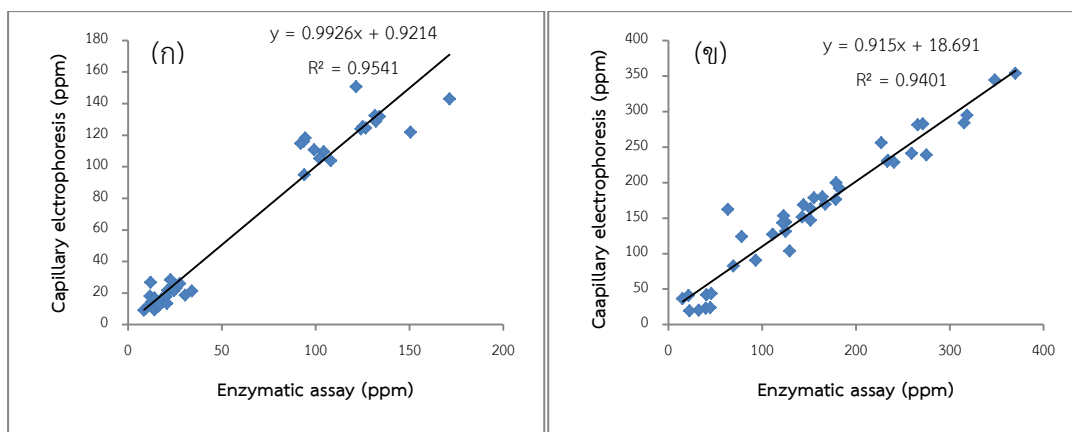 (ก)
y = 0.9926x + 0.9214
R² = 0.9541
Capillary elctrophoresis (ppm)
180
160
140
120
100
80
60
40
20
0
0 50 100 150 200
Enzymatic assay (ppm)
(ข)
y = 0.915x + 18.691
R² = 0.9401
Caapillary electrophoresis (ppm)
400
350
300
250
200
150
100
50
0
0 100 200 300 400
Enzymatic assay (ppm)